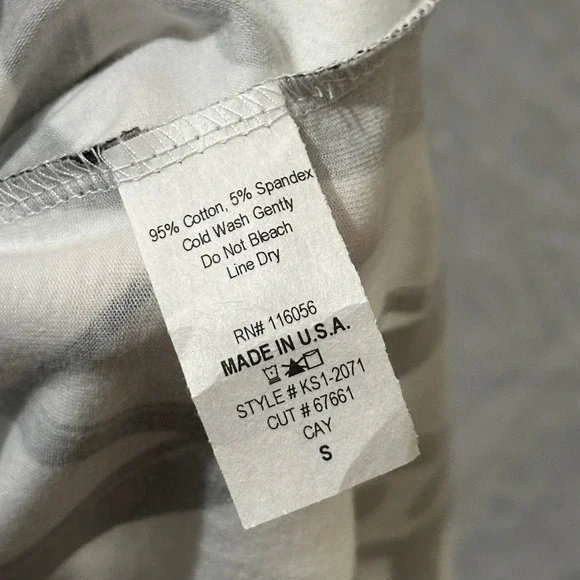 95% Cotton, 5% Spandex
Cold Wash Gently
Do Not Bleach
Line Dry
RN# 116056
MADE IN U.S.A.
STYLE # KS1-2071
CUT # 67661
CAY
S